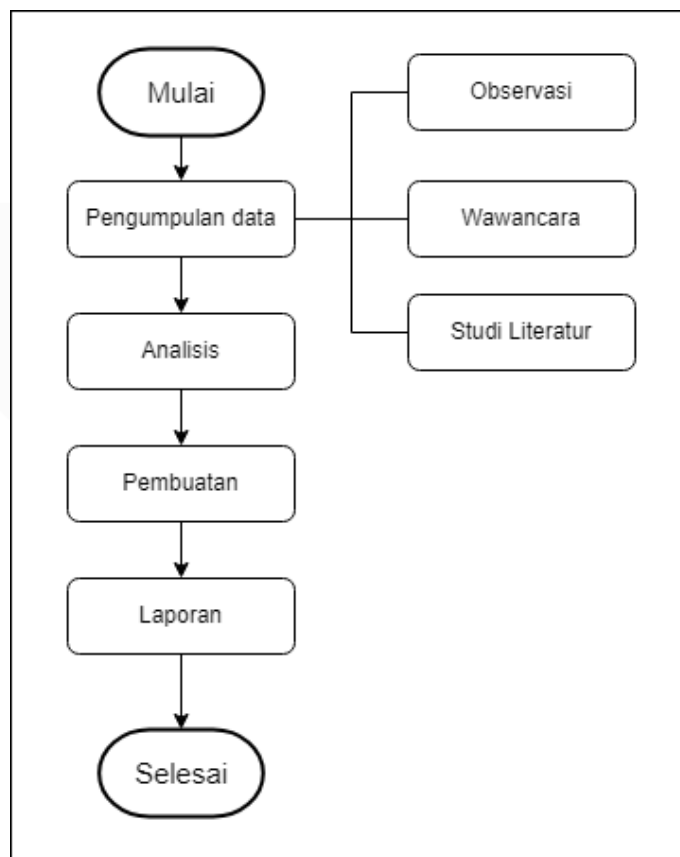 Mulai
Observasi
Pengumpulan data
Wawancara
Studi Literatur
Analisis
Pembuatan
Laporan
Selesai